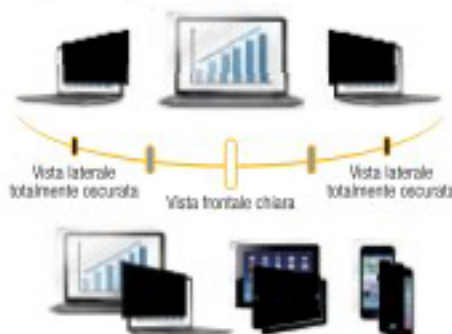 Vista laterale
totalmente oscurata
Vista frontale chiara
Vista laterale
totalmente oscurata